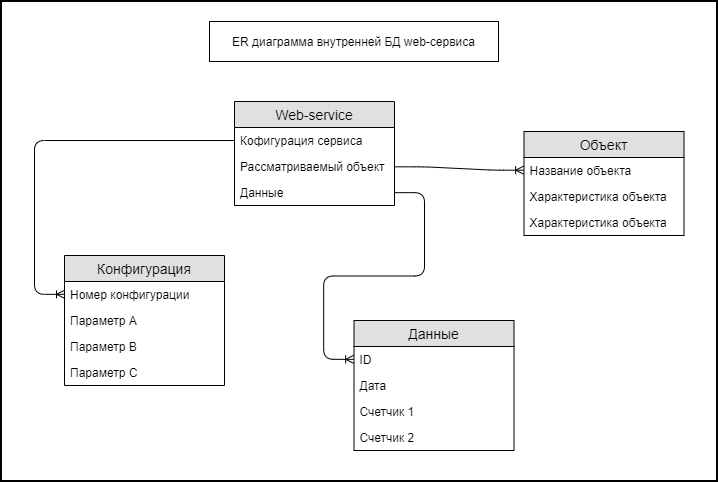 ER диаграмма внутренней БД web-сервиса
Web-service
Кофигурация сервиса
Рассматриваемый объект
Данные
Объект
Название объекта
Характеристика объекта
Характеристика объекта
Конфигурация
Номер конфигурации
Параметр А
Параметр В
Параметр С
Данные
ID
Дата
Счетчик 1
Счетчик 2